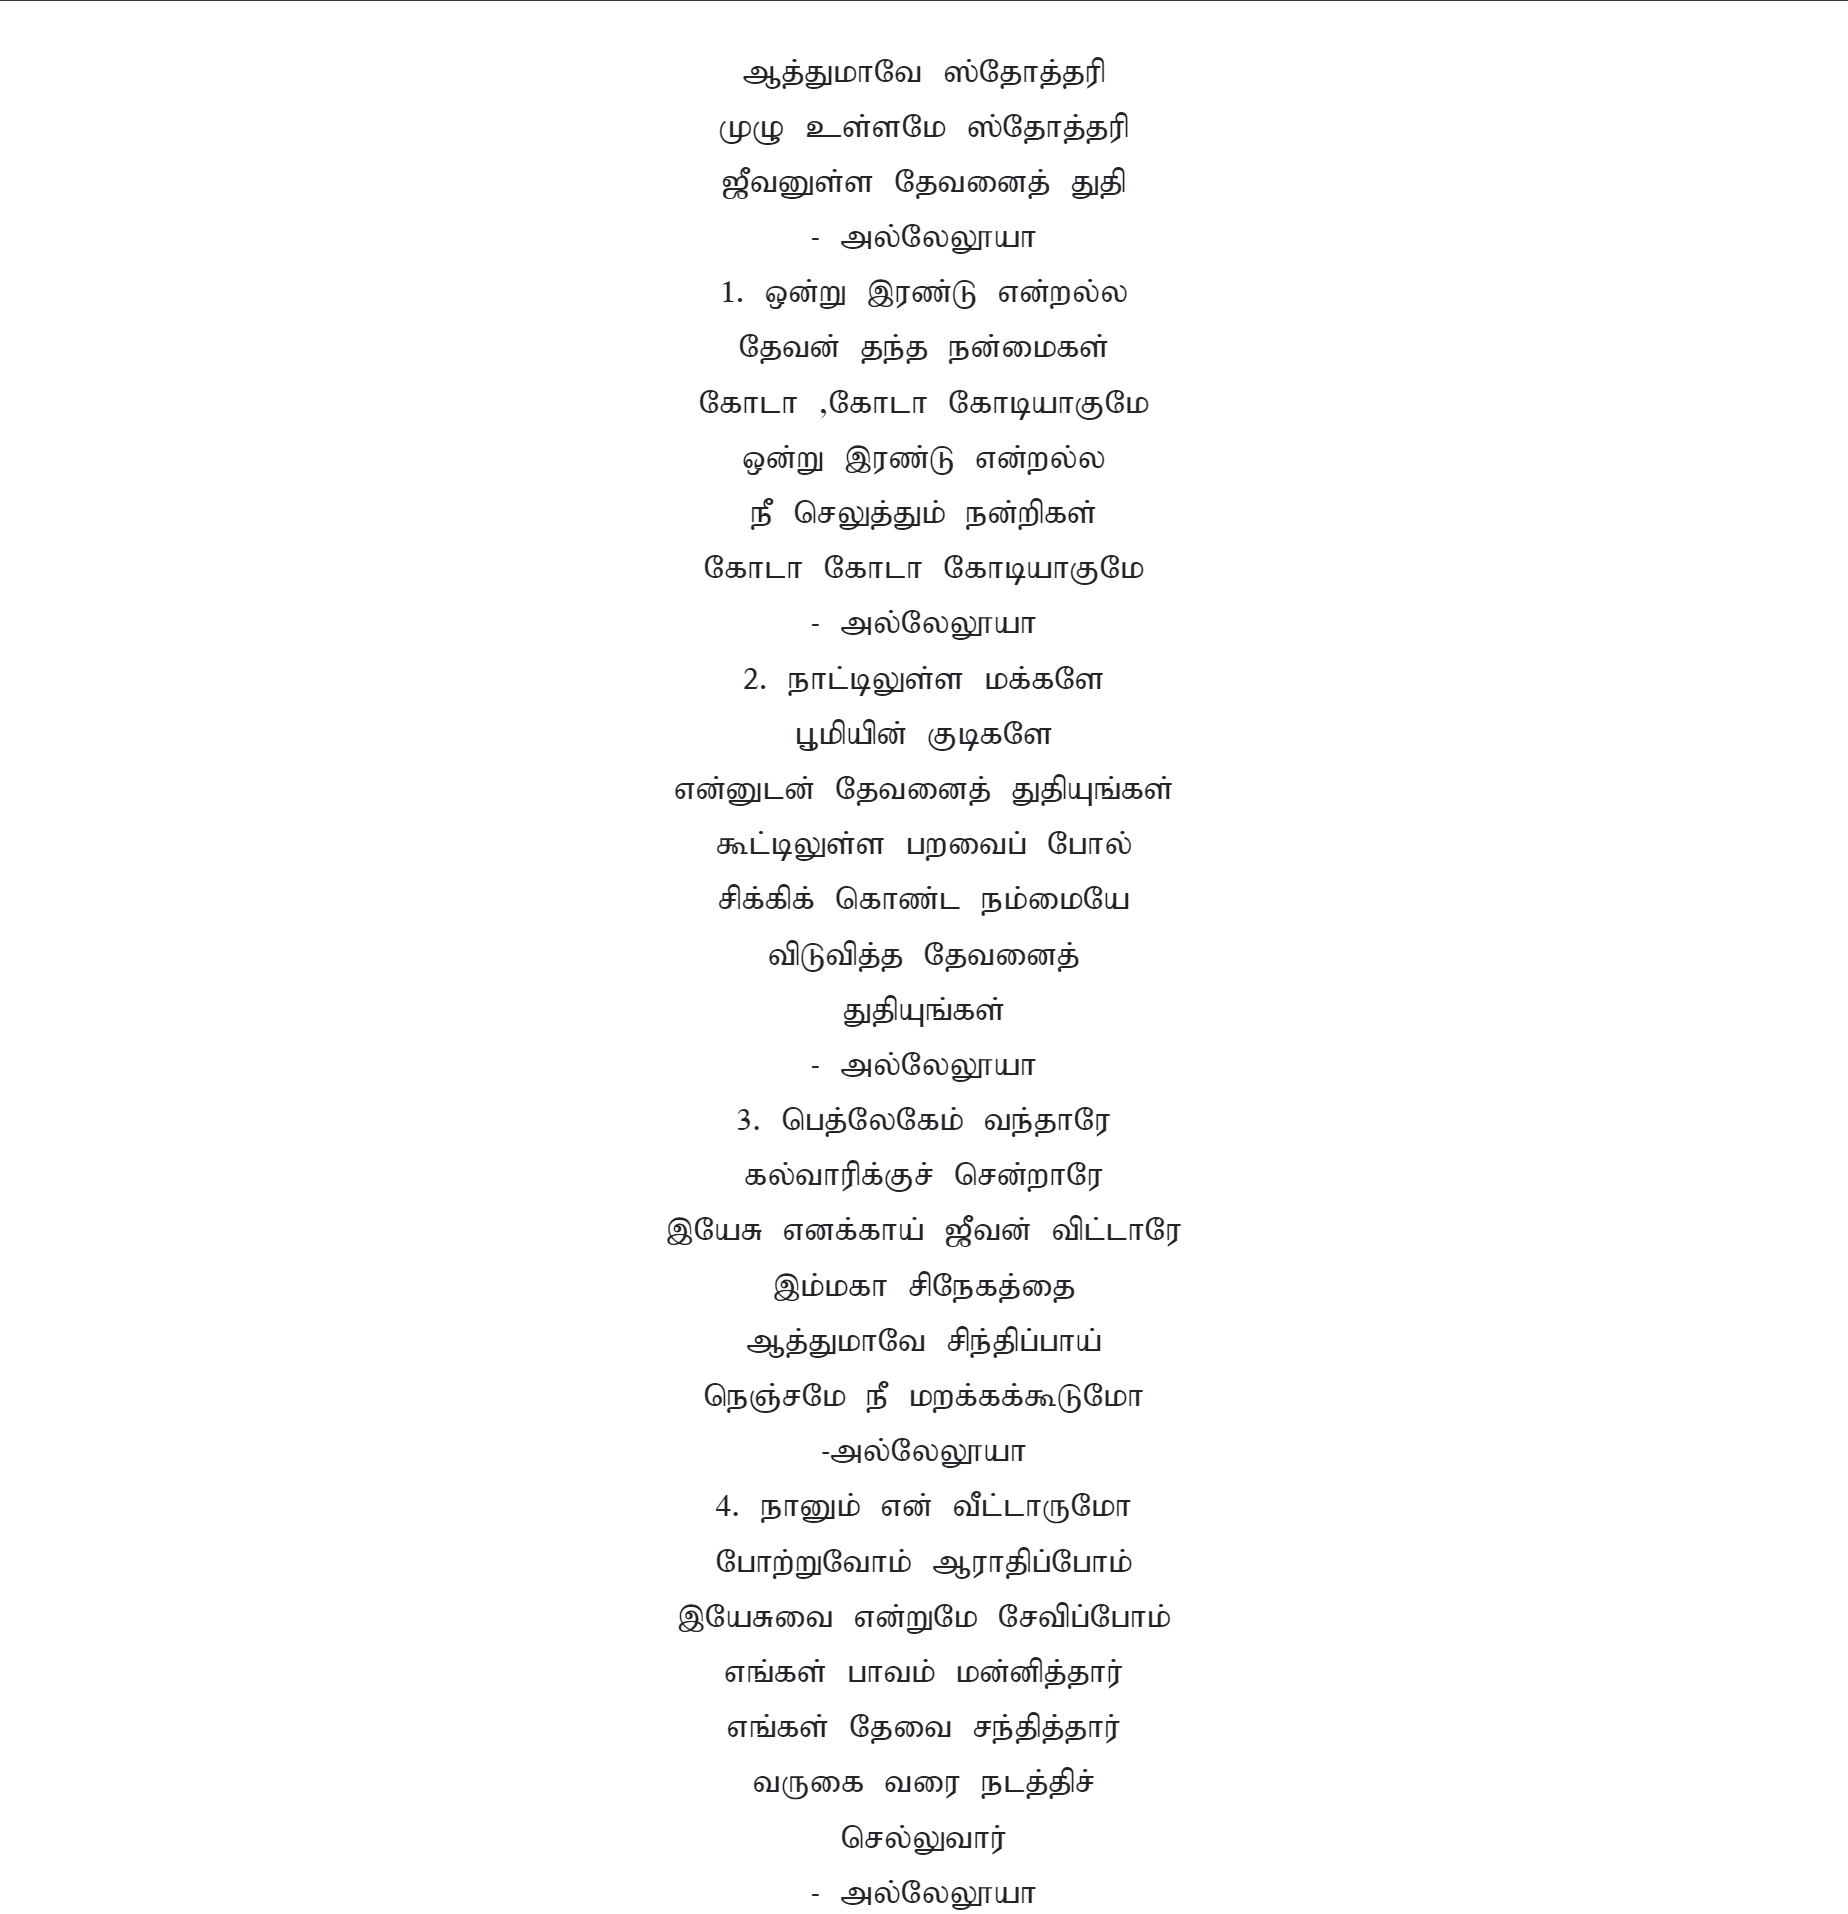 ஆத்துமாவே ஸ்தோத்தரி
முழு உள்ளமே ஸ்தோத்தரி
ஜீவனுள்ள தேவனைத் துதி
- அல்லேலூயா
1. ஒன்று இரண்டு என்றல்ல
தேவன் தந்த நன்மைகள்
கோடா ,கோடா கோடியாகுமே
ஒன்று இரண்டு என்றல்ல
நீ செலுத்தும் நன்றிகள்
கோடா கோடா கோடியாகுமே
- அல்லேலூயா
2. நாட்டிலுள்ள மக்களே
பூமியின் குடிகளே
என்னுடன் தேவனைத் துதியுங்கள்
கூட்டிலுள்ள பறவைப் போல்
சிக்கிக் கொண்ட நம்மையே
விடுவித்த தேவனைத்
துதியுங்கள்
- அல்லேலூயா
3. பெத்லேகேம் வந்தாரே
கல்வாரிக்குச் சென்றாரே
இயேசு எனக்காய் ஜீவன் விட்டாரே
இம்மகா சிநேகத்தை
ஆத்துமாவே சிந்திப்பாய்
நெஞ்சமே நீ மறக்கக்கூடுமோ
-அல்லேலூயா
4. நானும் என் வீட்டாருமோ
போற்றுவோம் ஆராதிப்போம்
இயேசுவை என்றுமே சேவிப்போம்
எங்கள் பாவம் மன்னித்தார்
எங்கள் தேவை சந்தித்தார்
வருகை வரை நடத்திச்
செல்லுவார்
- அல்லேலூயா